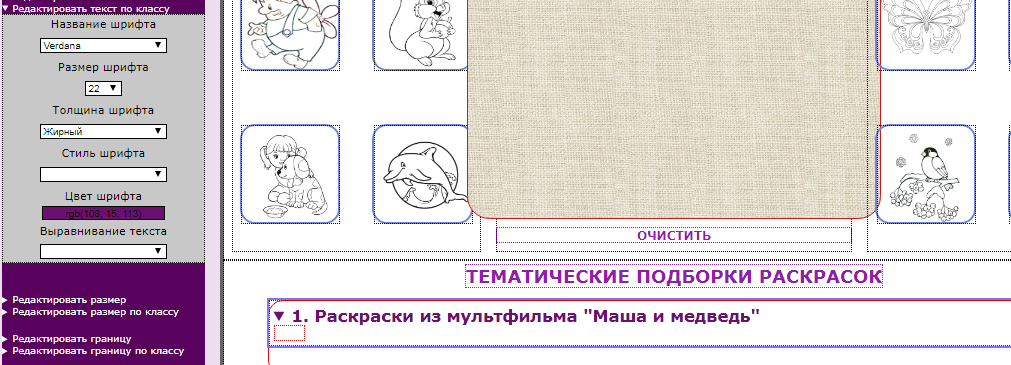 Редактировать текст по классу
Название шрифта
Verdana
Размер шрифта
22
Толщина шрифта
Жирный
Стиль шрифта
Цвет шрифта
rgb(103, 15, 113)
Выравнивание текста
Редактировать размер
Редактировать размер по классу
Редактировать границу
Редактировать границу по классу
ОЧИСТИТЬ
ТЕМАТИЧЕСКИЕ ПОДБОРКИ РАСКРАСОК
1. Раскраски из мультфильма "Маша и медведь"